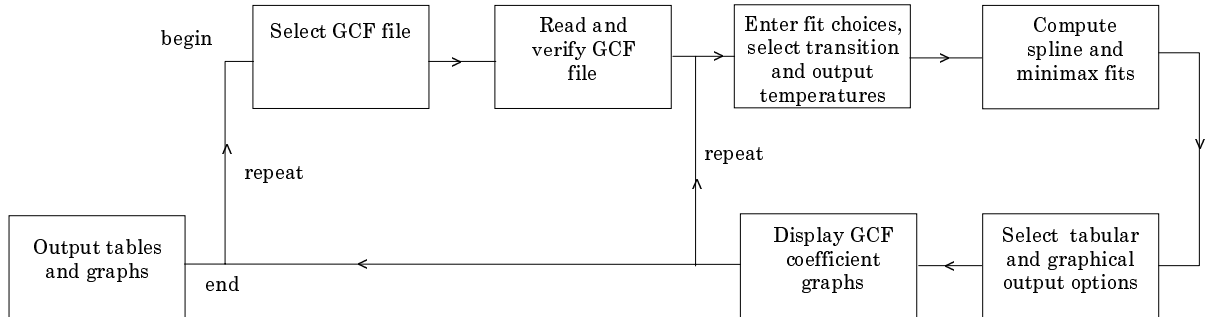 begin
Select GCF file
Read and
verify GCF
file
Enter fit choices,
select transition
and output
temperatures
Compute
spline and
minimax fits
repeat
repeat
Output tables
and graphs
end
Display GCF
coefficient
graphs
Select tabular
and graphical
output options